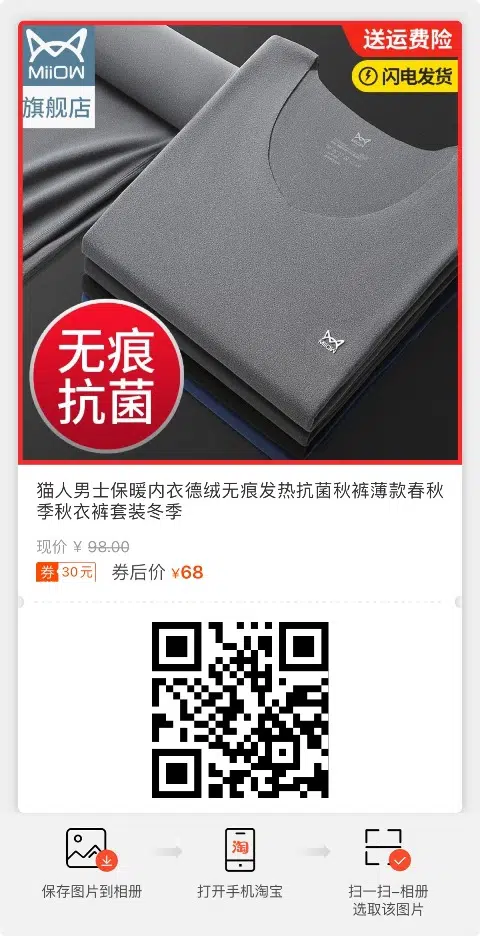 MiiOW
旗舰店
送运费险
闪电发货
MiiOW
无痕
抗菌
猫人男士保暖内衣德绒无痕发热抗菌秋裤薄款春秋
季秋衣裤套装冬季
现价 ¥ 98.00
券 30元 券后价 ¥68
淘
保存图片到相册
打开手机淘宝
扫一扫-相册
选取该图片